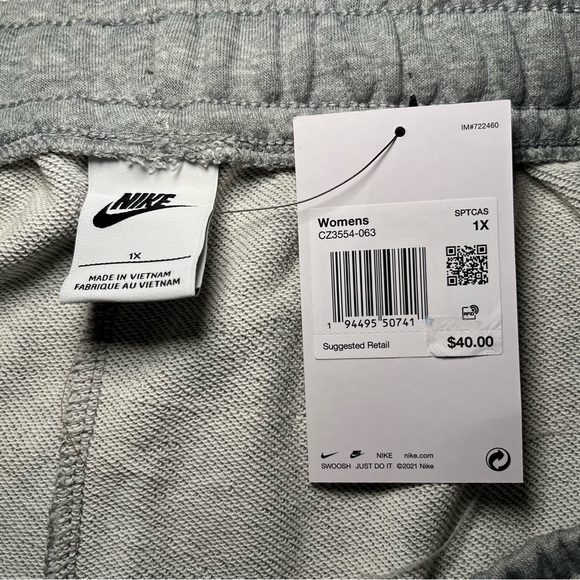 NIKE
1X
MADE IN VIETNAM
FABRIQUE AU VIETNAM
IM#722460
Womens
CZ3554-063
SPTCAS
1X
1 94495 50741
RFID
Suggested Retail
$40.00
NIKE nike.com
SWOOSH JUST DO IT ©2021 Nike